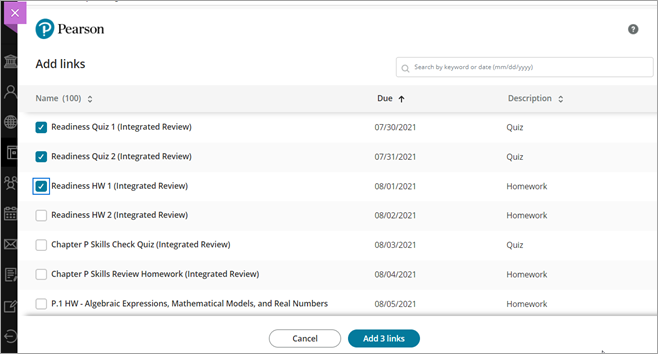 Pearson
Add links
Search by keyword or date (mm/dd/yyyy)
Name (100) Due Description
Readiness Quiz 1 (Integrated Review) 07/30/2021 Quiz
Readiness Quiz 2 (Integrated Review) 07/31/2021 Quiz
Readiness HW 1 (Integrated Review) 08/01/2021 Homework
Readiness HW 2 (Integrated Review) 08/02/2021 Homework
Chapter P Skills Check Quiz (Integrated Review) 08/03/2021 Quiz
Chapter P Skills Review Homework (Integrated Review) 08/04/2021 Homework
P.1 HW - Algebraic Expressions, Mathematical Models, and Real Numbers 08/05/2021 Homework
Cancel Add 3 links